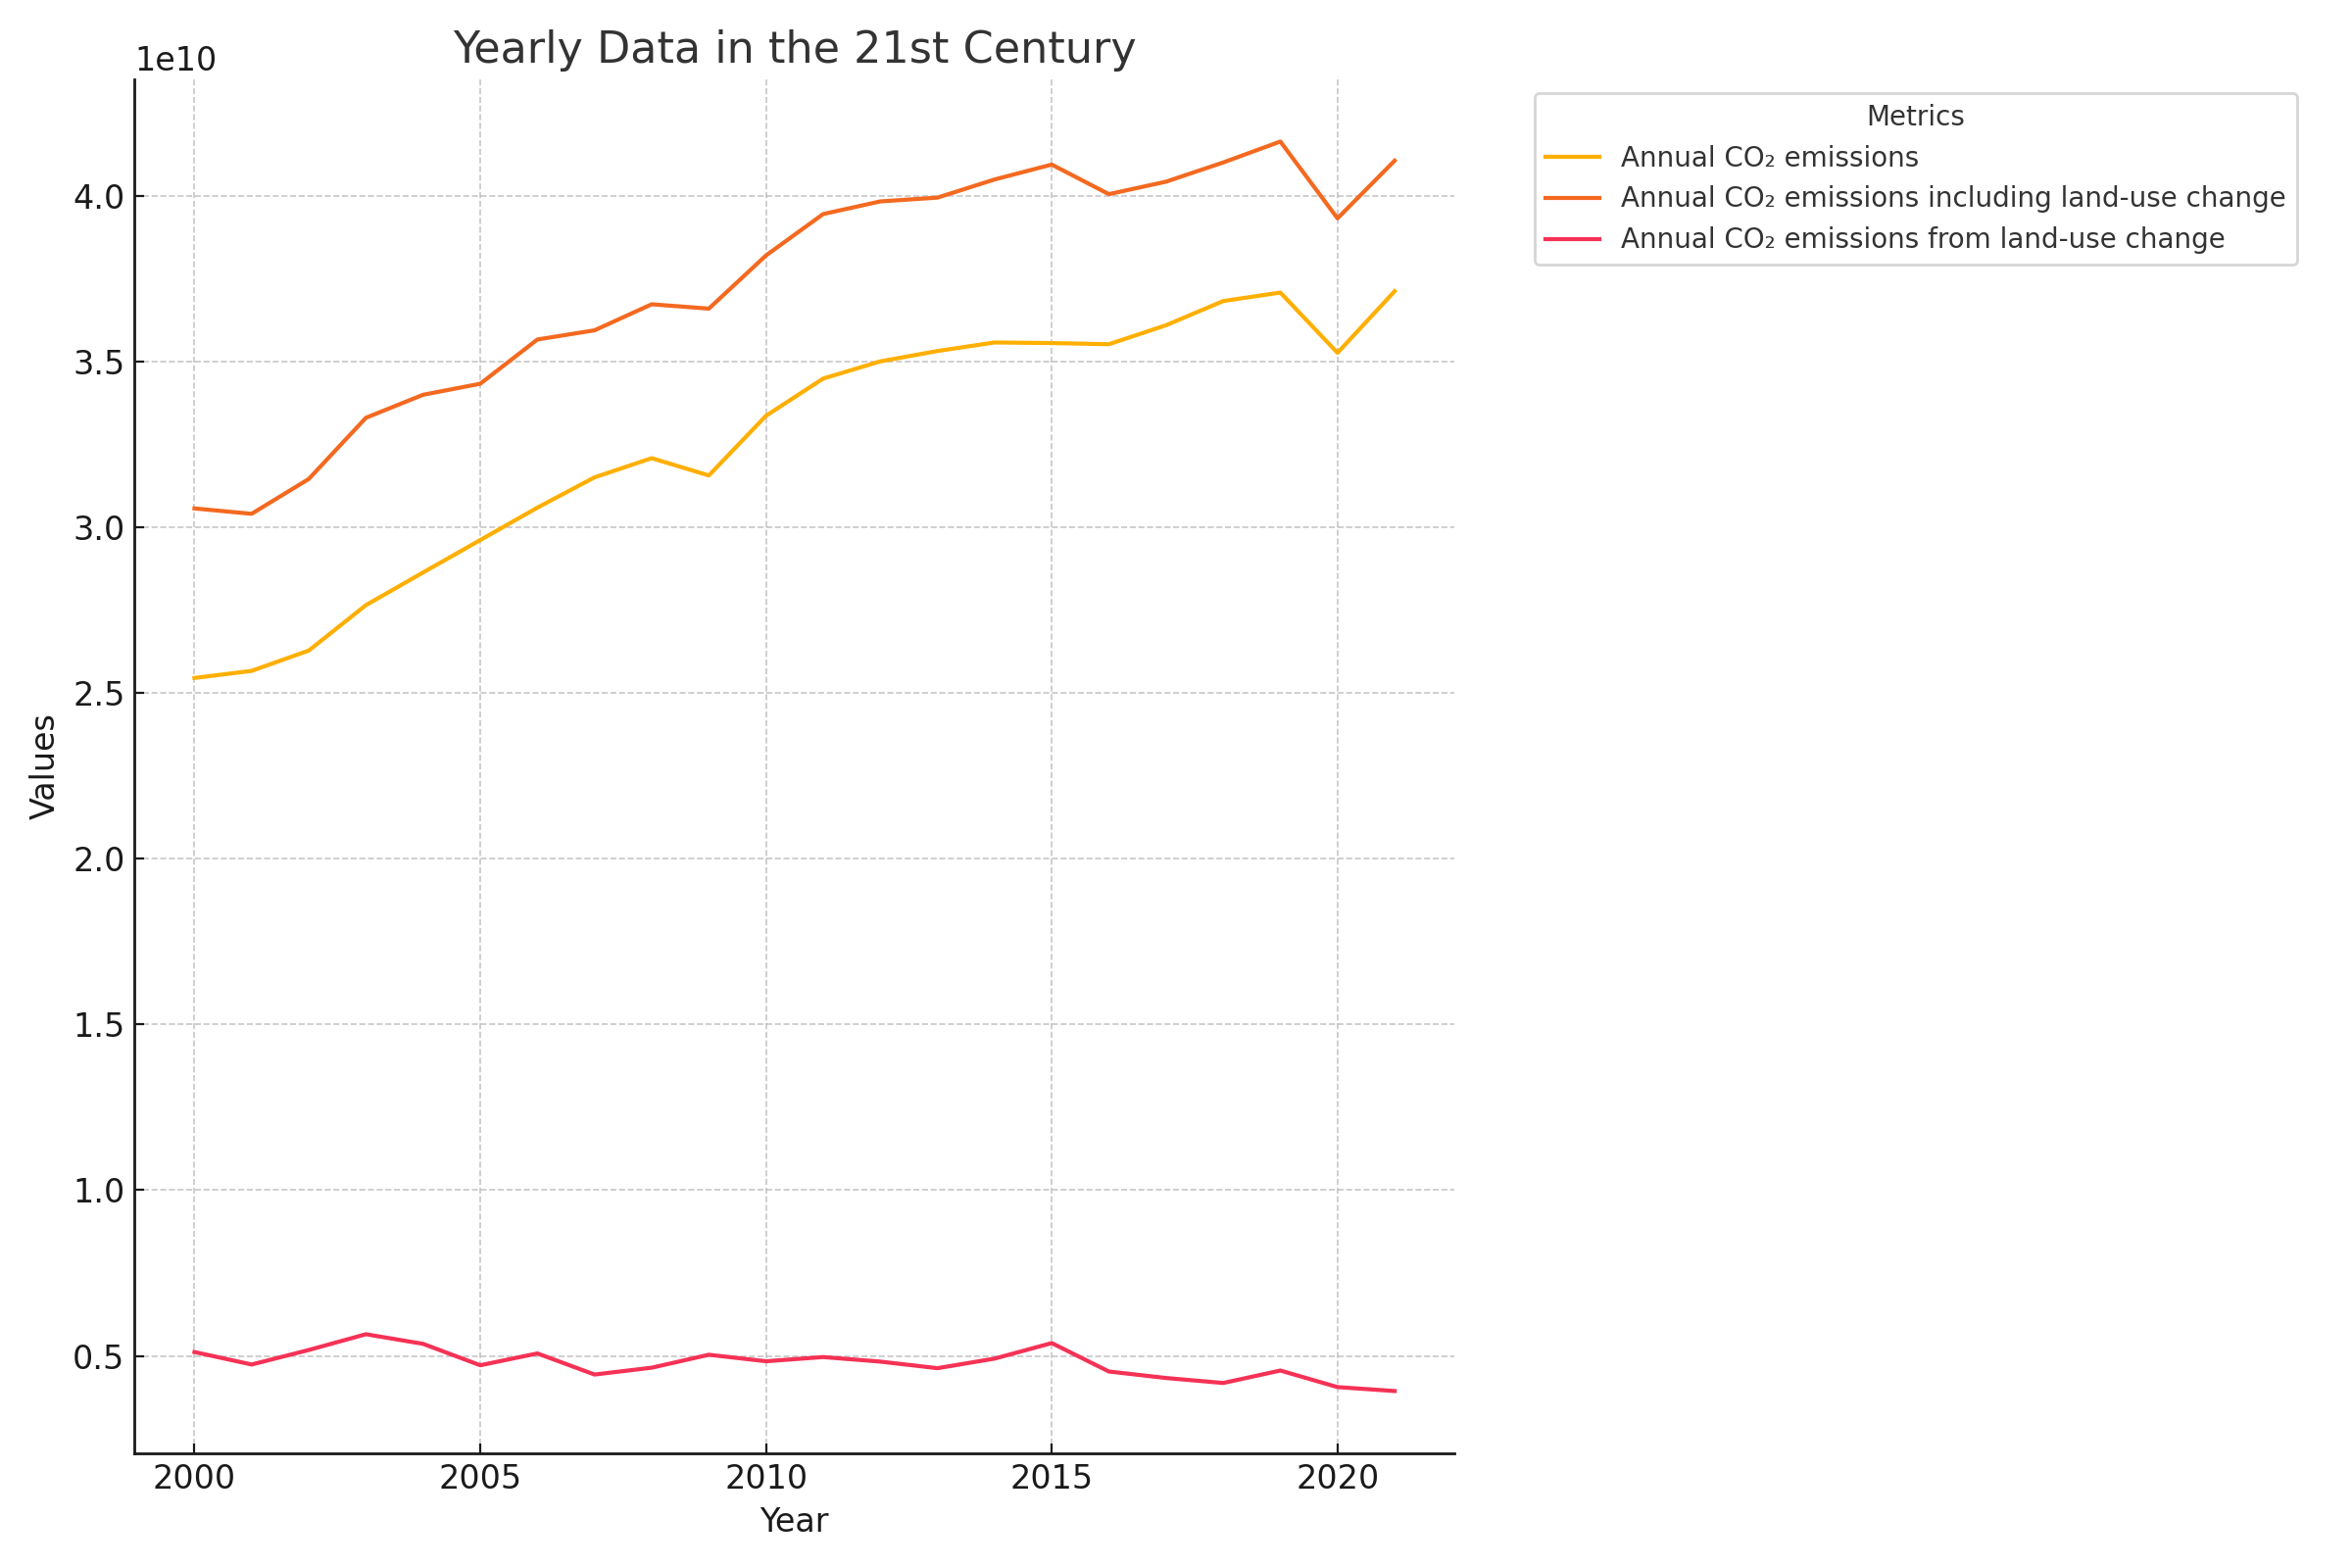 Yearly Data in the 21st Century
1e10
4.0
3.5
3.0
2.5
2.0
1.5
1.0
0.5
Values
2000 2005 2010 2015 2020
Year
Metrics
Annual CO₂ emissions
Annual CO₂ emissions including land-use change
Annual CO₂ emissions from land-use change